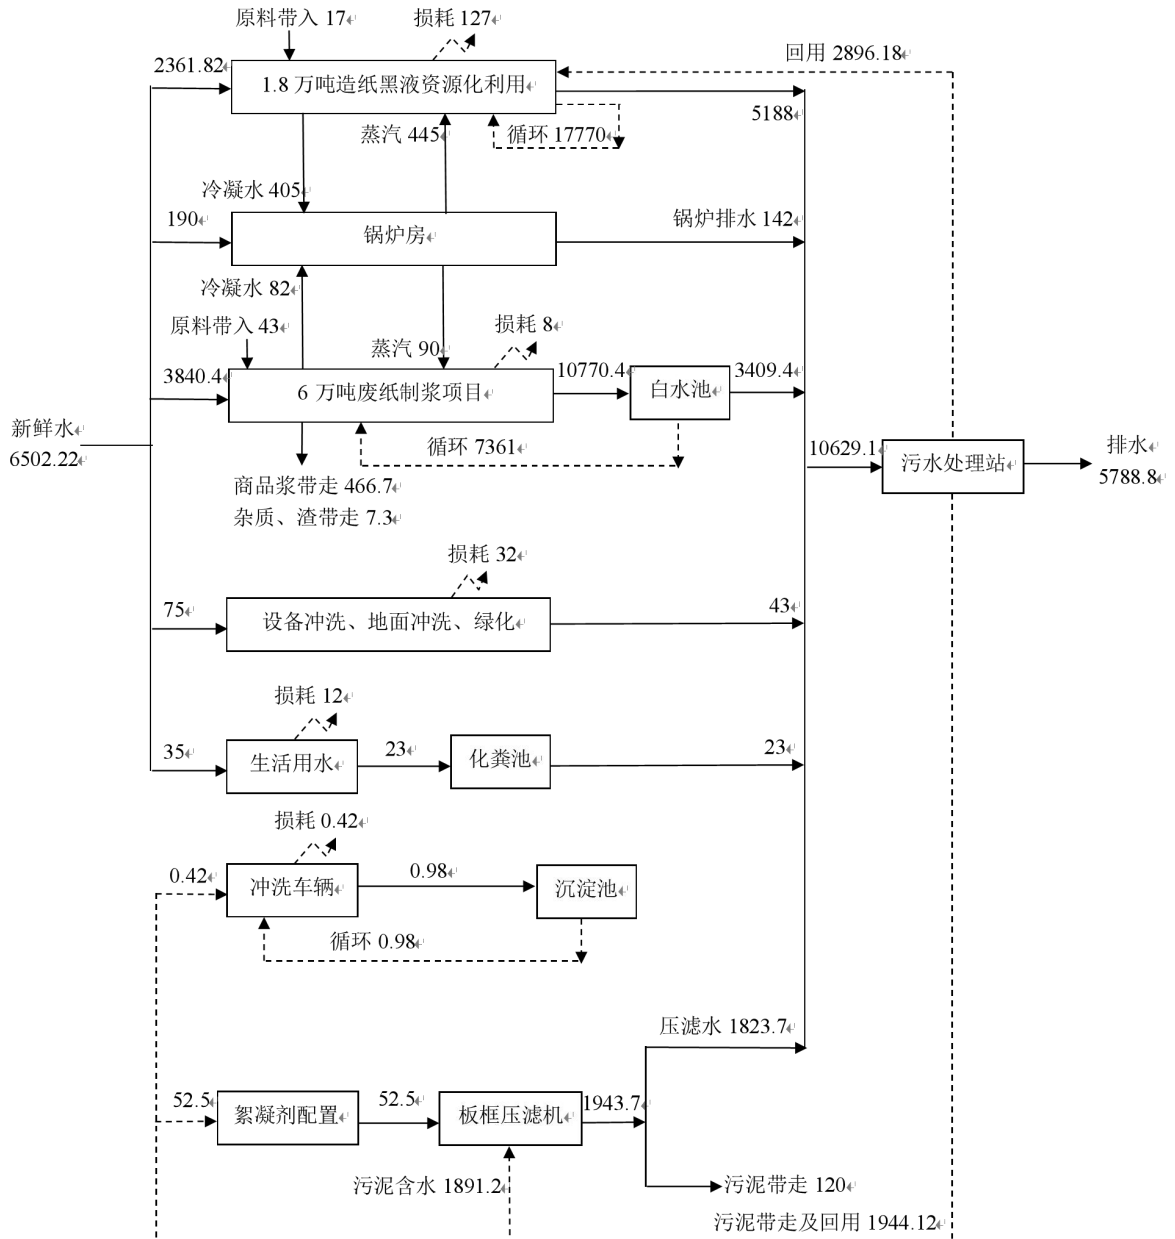 原料带入 17
损耗 127
2361.82
回用 2896.18
1.8 万吨造纸黑液资源化利用
5188
蒸汽 445
循环 17770
冷凝水 405
190
锅炉排水 142
锅炉房
冷凝水 82
原料带入 43
损耗 8
蒸汽 90
3840.4
10770.4
3409.4
6 万吨废纸制浆项目
白水池
新鲜水
6502.22
循环 7361
10629.1
污水处理站
排水
5788.8
商品浆带走 466.7
杂质、渣带走 7.3
损耗 32
75
设备冲洗、地面冲洗、绿化
43
损耗 12
35
生活用水
23
化粪池
23
损耗 0.42
0.42
冲洗车辆
0.98
沉淀池
循环 0.98
压滤水 1823.7
52.5
絮凝剂配置
52.5
板框压滤机
1943.7
污泥含水 1891.2
污泥带走 120
污泥带走及回用 1944.12